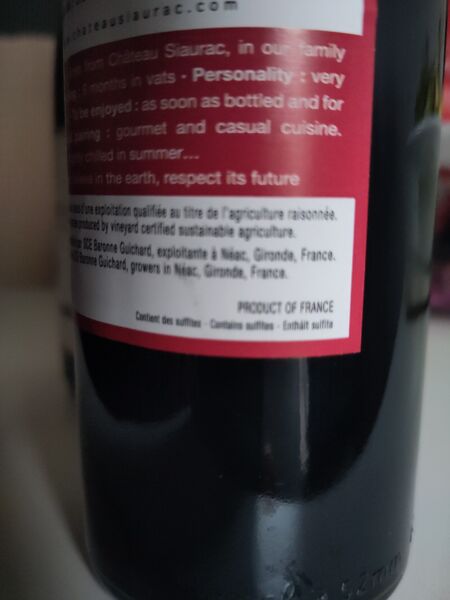 chateausiaurac.com
from Château Siaurac, in our family
6 months in vats · Personality : very
be enjoyed : as soon as bottled and for
pairing : gourmet and casual cuisine.
chilled in summer...
in the earth, respect its future
d'une exploitation qualifiée au titre de l'agriculture raisonnée.
produced by vineyard certified sustainable agriculture.
SCE Baronne Guichard, exploitante à Néac, Gironde, France.
Baronne Guichard, growers in Néac, Gironde, France.
PRODUCT OF FRANCE
Contient des sulfites - Contains sulfites - Enthält sulfite